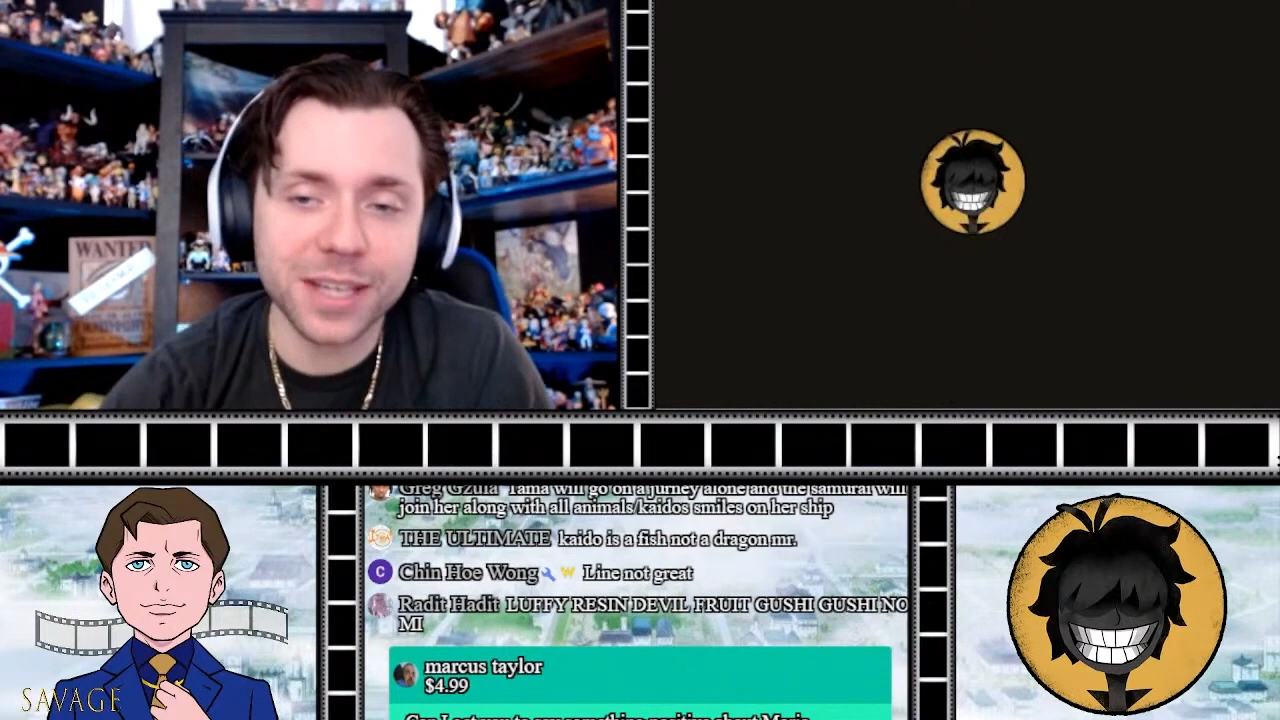 WANTED
Greg Gzufa Tama will go on a jurney alone and the samurai will
join her along with all animals/kaidos smiles on her ship
THE ULTIMATE kaido is a fish not a dragon mr.
Chin Hoe Wong Line not great
Radit Hadit LUFFY RESIN DEVIL FRUIT GUSHI GUSHI NO
MI
marcus taylor
$4.99
SAVAGE